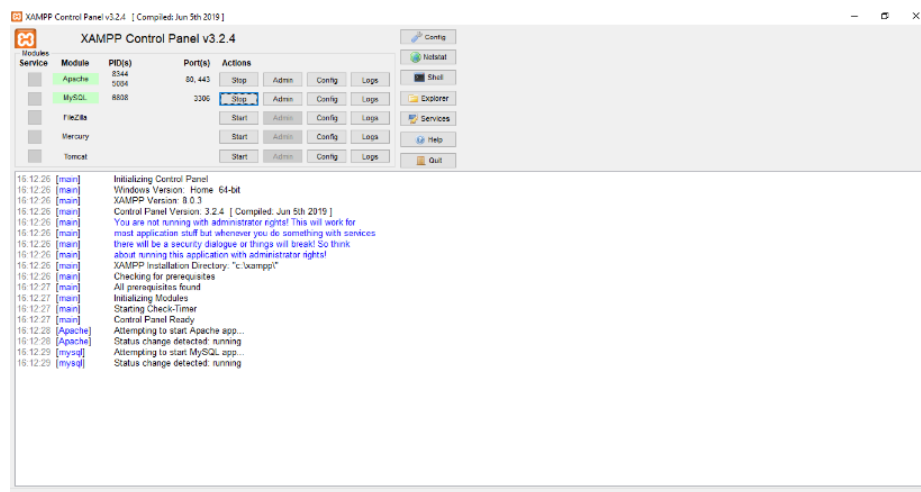 XAMPP Control Panel v3.2.4 [ Compiled: Jun 5th 2019 ]
XAMPP Control Panel v3.2.4
Config
Modules
Service Module PID(s) Port(s) Actions
Netstat
Apache 8344 5084 80, 443 Stop Admin Config Logs
Shell
MySQL 6808 3306 Stop Admin Config Logs
Explorer
FileZilla Start Admin Config Logs
Services
Mercury Start Admin Config Logs
Help
Tomcat Start Admin Config Logs
Quit
16:12:26 [main] Initializing Control Panel
16:12:26 [main] Windows Version: Home 64-bit
16:12:26 [main] XAMPP Version: 8.0.3
16:12:26 [main] Control Panel Version: 3.2.4 [ Compiled: Jun 5th 2019 ]
16:12:26 [main] You are not running with administrator rights! This will work for
16:12:26 [main] most application stuff but whenever you do something with services
16:12:26 [main] there will be a security dialogue or things will break! So think
16:12:26 [main] about running this application with administrator rights!
16:12:26 [main] XAMPP Installation Directory: "c:\xampp\"
16:12:26 [main] Checking for prerequisites
16:12:27 [main] All prerequisites found
16:12:27 [main] Initializing Modules
16:12:27 [main] Starting Check-Timer
16:12:27 [main] Control Panel Ready
16:12:28 [Apache] Attempting to start Apache app...
16:12:28 [Apache] Status change detected: running
16:12:29 [mysql] Attempting to start MySQL app...
16:12:29 [mysql] Status change detected: running